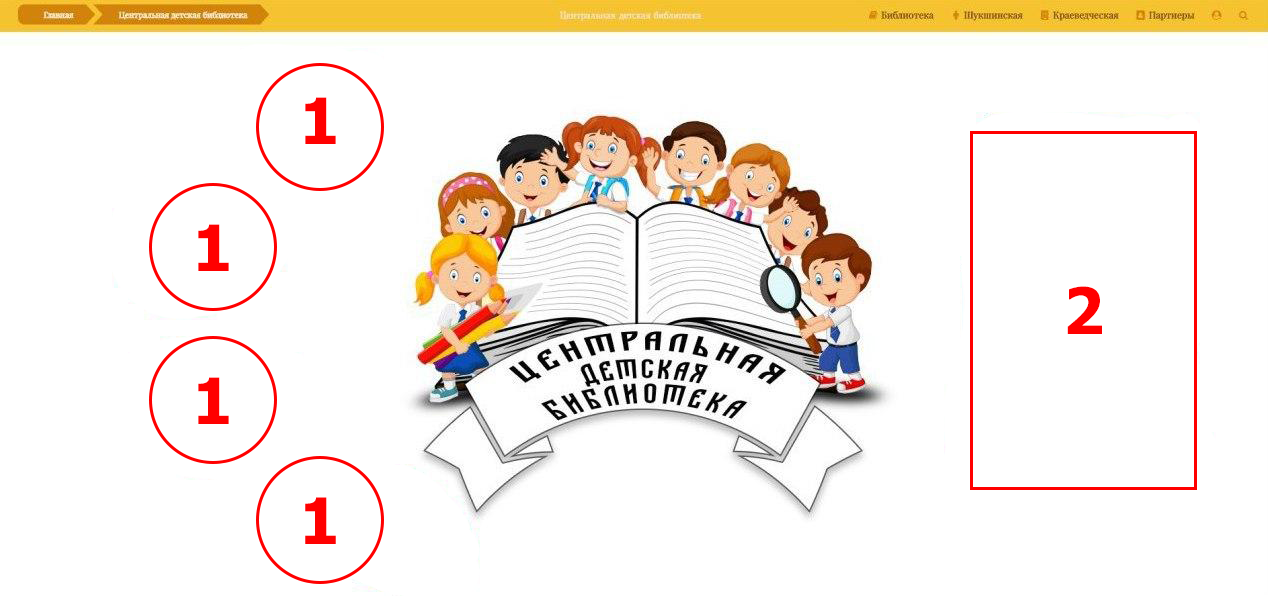 Главная Центральная детская библиотека Центральная детская библиотека Библиотека Шукшинская Краеведческая Партнеры
1
1
2
1
1
ЦЕНТРАЛЬНАЯ
ДЕТСКАЯ
БИБЛИОТЕКА